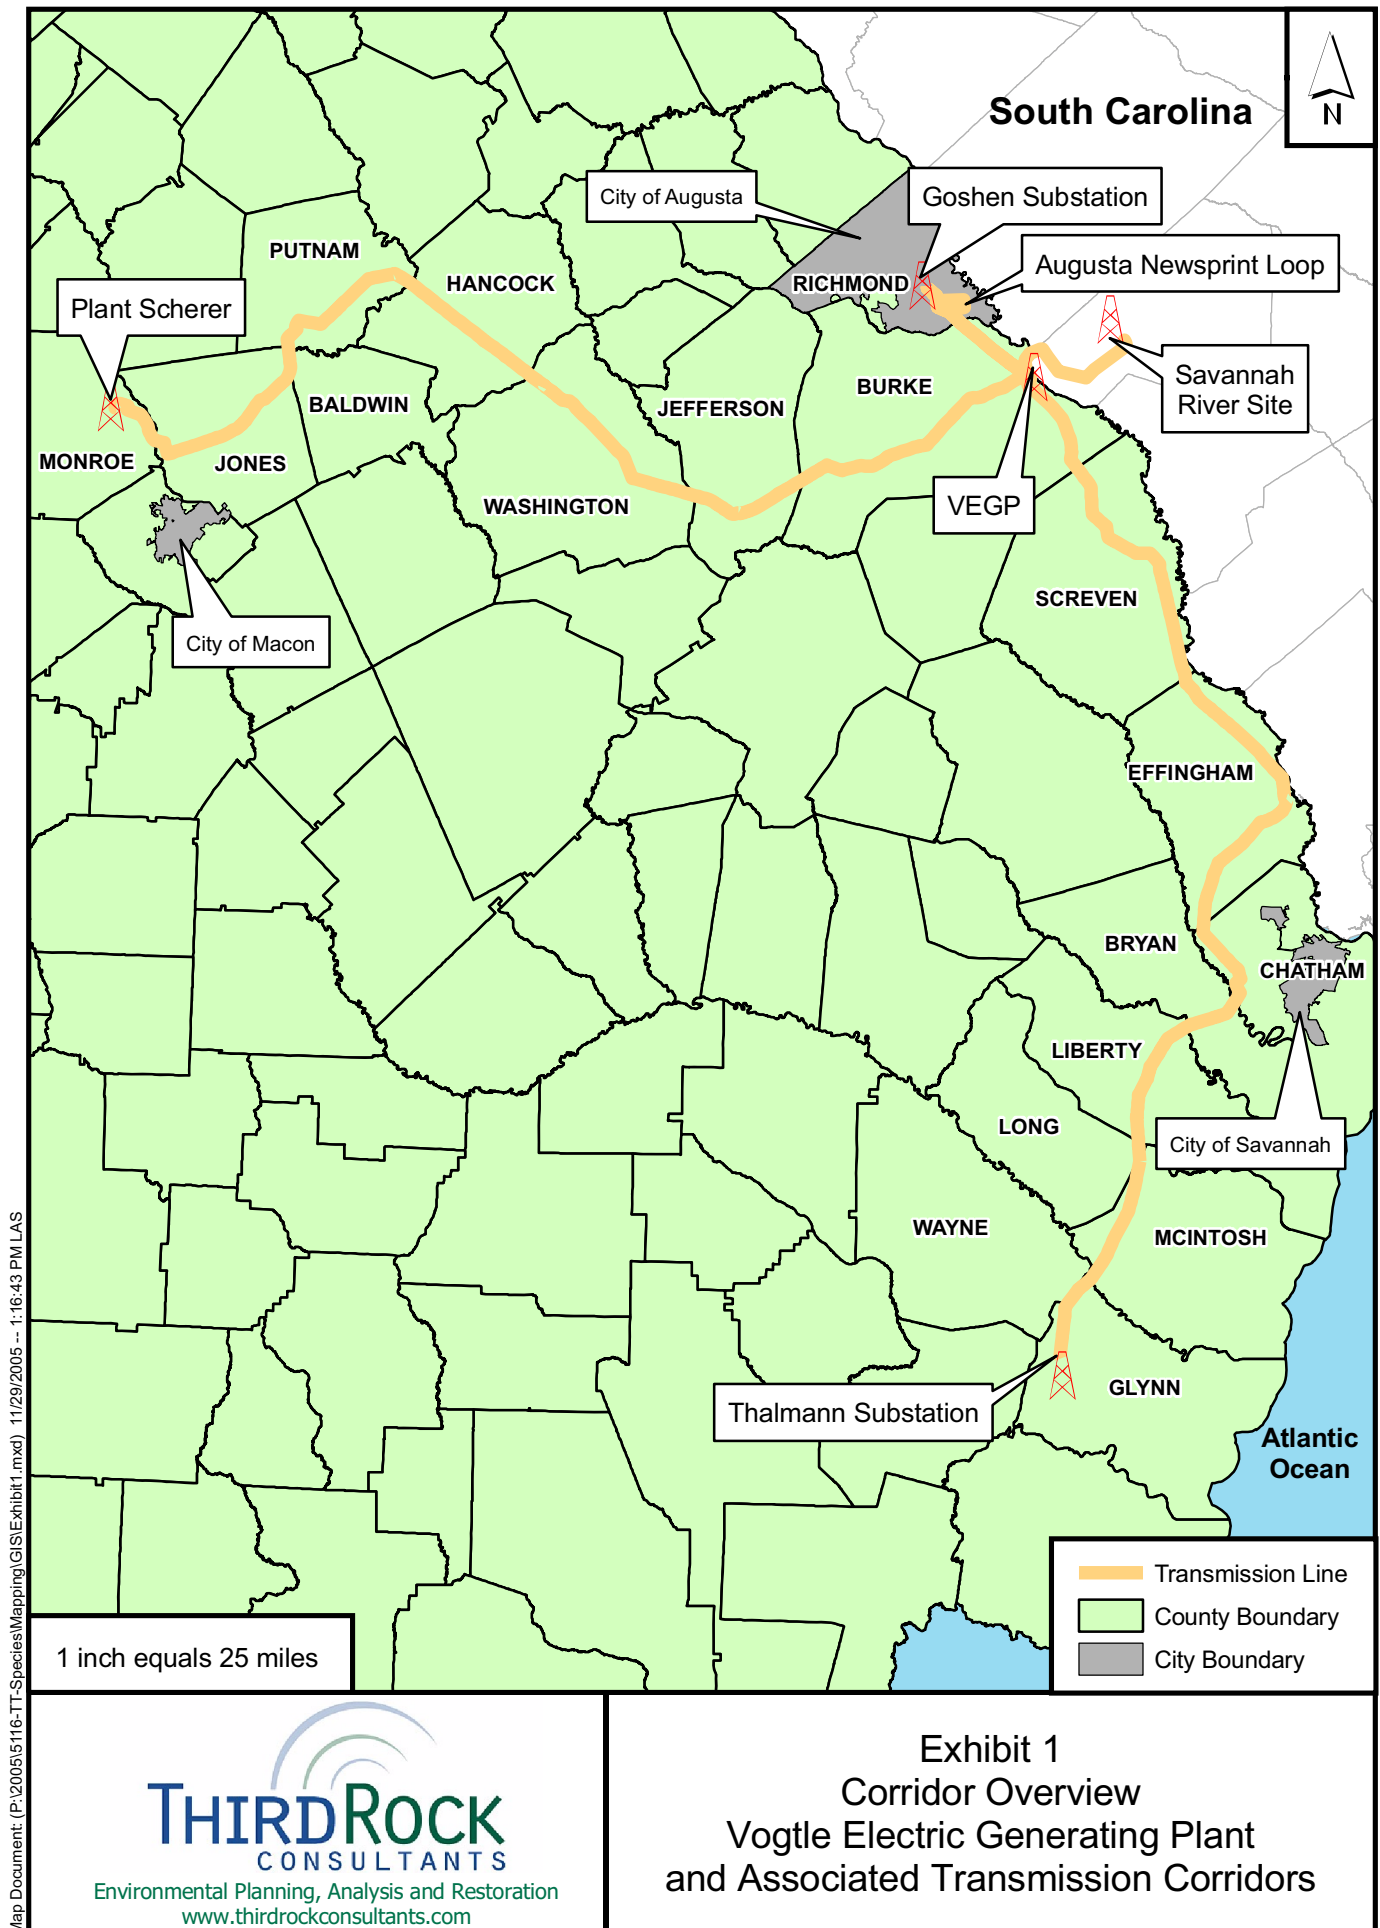 South Carolina
N
City of Augusta
Goshen Substation
Augusta Newsprint Loop
PUTNAM
HANCOCK
RICHMOND
Plant Scherer
Savannah
River Site
BURKE
BALDWIN
JEFFERSON
MONROE
JONES
WASHINGTON
VEGP
SCREVEN
City of Macon
EFFINGHAM
BRYAN
CHATHAM
LIBERTY
LONG
City of Savannah
WAYNE
MCINTOSH
GLYNN
Thalmann Substation
Atlantic
Ocean
Transmission Line
County Boundary
City Boundary
1 inch equals 25 miles
Map Document: (P:\2005\5116-TT-Species\Mapping\GIS\Exhibit1.mxd) 11/29/2005 -- 1:16:43 PM LAS
THIRDROCK
CONSULTANTS
Environmental Planning, Analysis and Restoration
www.thirdrockconsultants.com
Exhibit 1
Corridor Overview
Vogtle Electric Generating Plant
and Associated Transmission Corridors